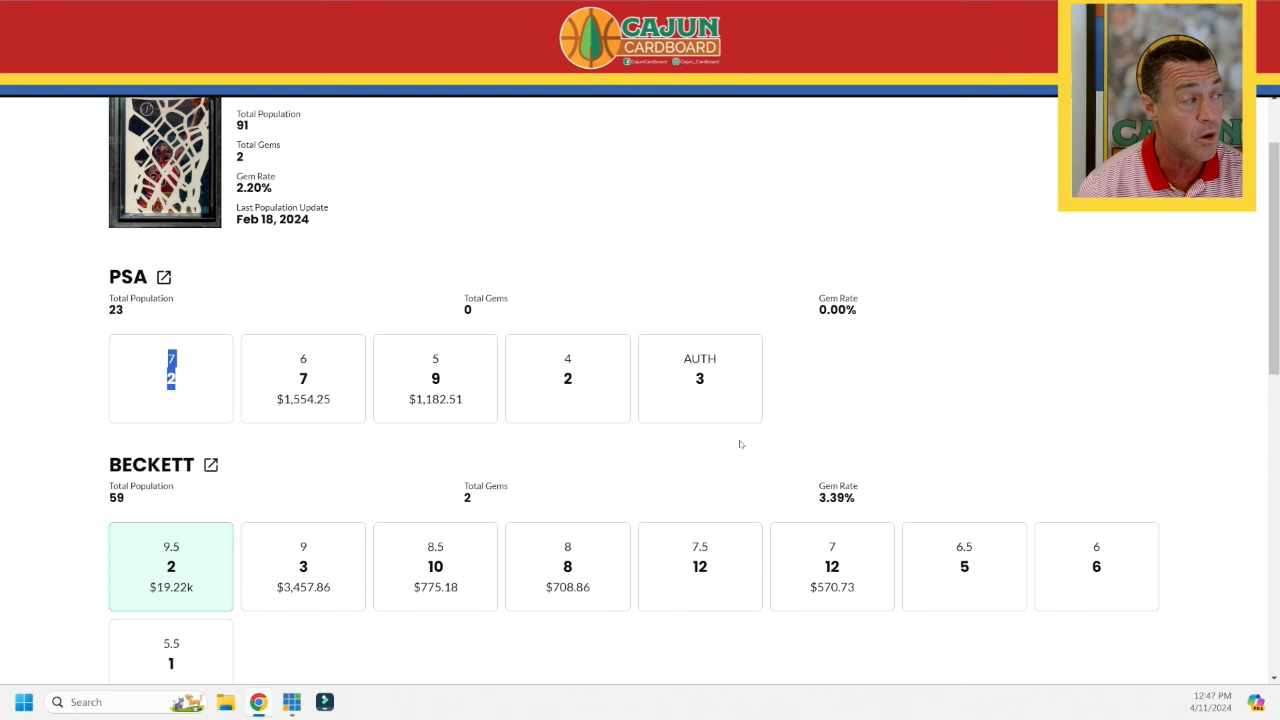 CAJUN
CARDBOARD
CajunCardboard Cajun_Cardboard
Total Population
91
Total Gems
2
Gem Rate
2.20%
Last Population Update
Feb 18, 2024
PSA
Total Population Total Gems Gem Rate
23 0 0.00%
7 6 5 4 AUTH
2 7 9 2 3
$1,554.25 $1,182.51
BECKETT
Total Population Total Gems Gem Rate
59 2 3.39%
9.5 9 8.5 8 7.5 7 6.5 6
2 3 10 8 12 12 5 6
$19.22k $3,457.86 $775.18 $708.86 $570.73
5.5
1
Search
12:47 PM
4/11/2024